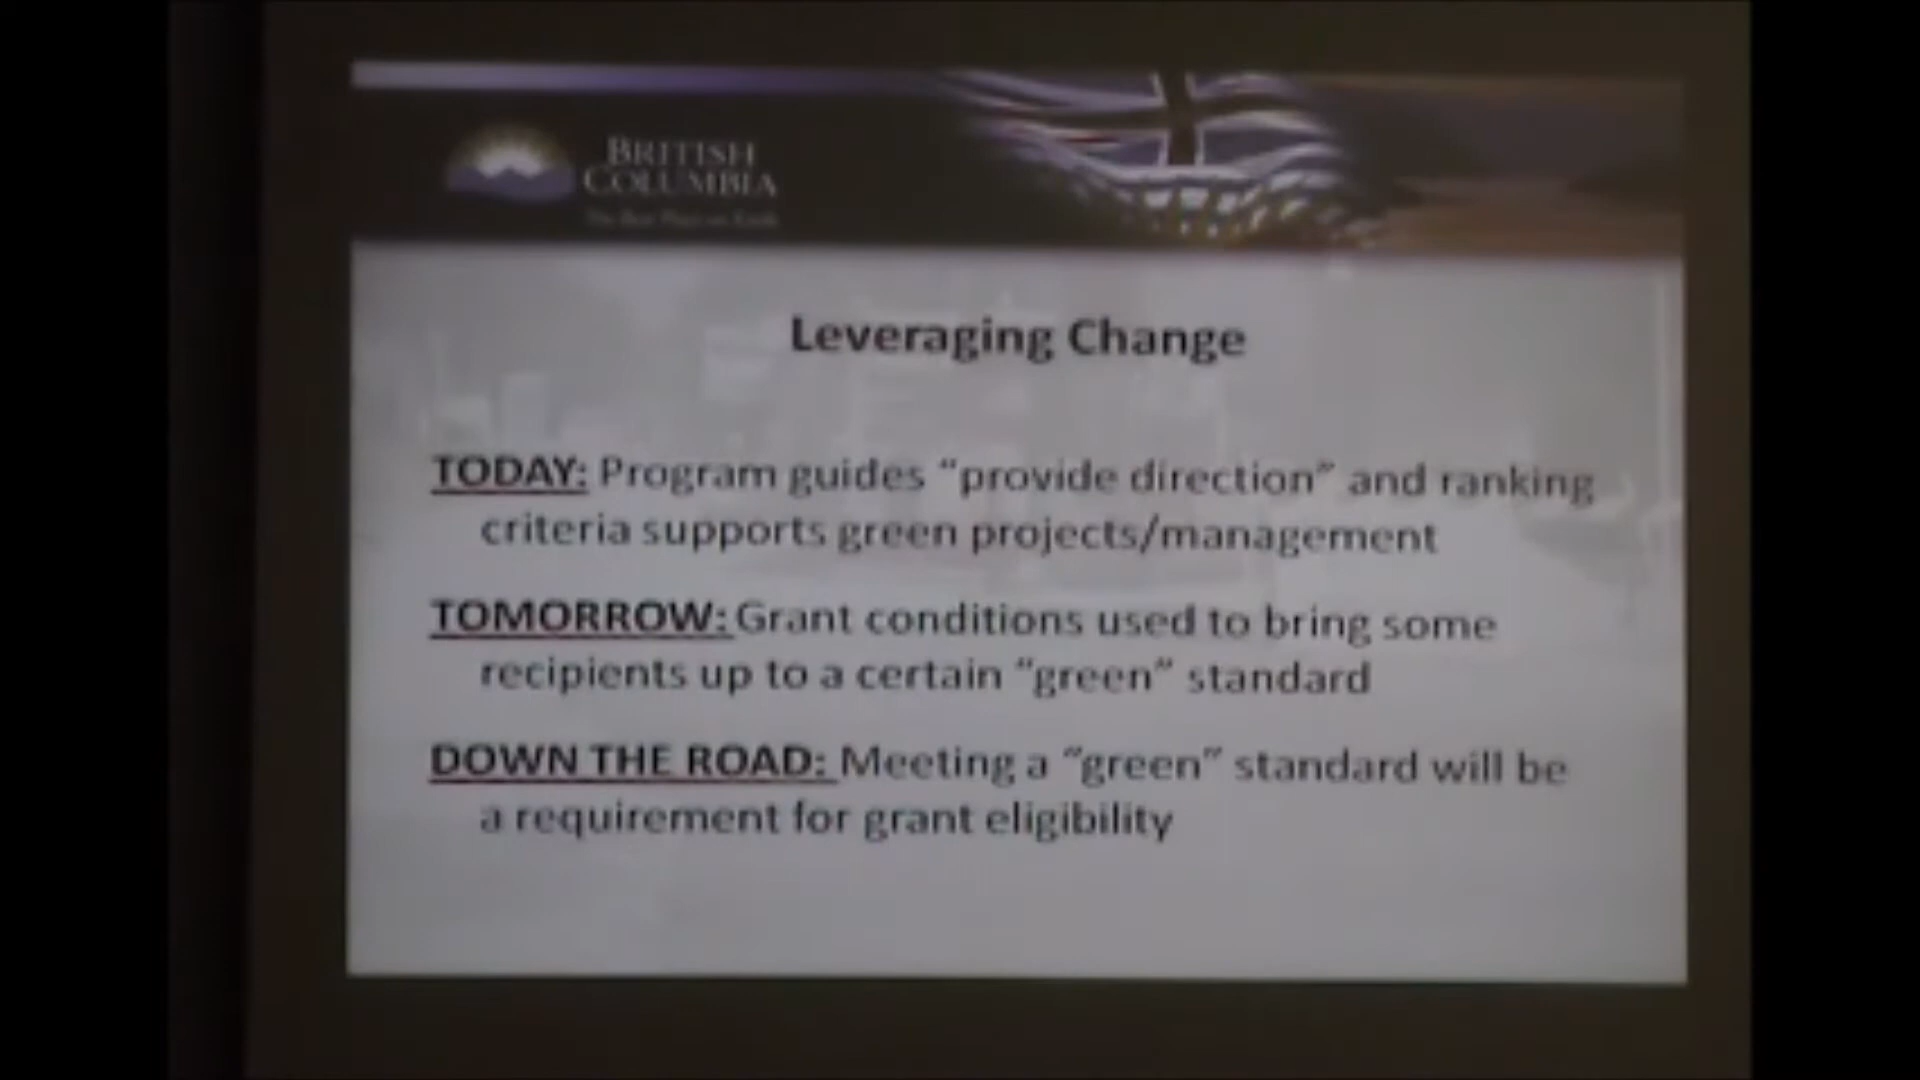 BRITISH
COLUMBIA
The Best Place on Earth
Leveraging Change
TODAY: Program guides “provide direction” and ranking
criteria supports green projects/management
TOMORROW: Grant conditions used to bring some
recipients up to a certain “green” standard
DOWN THE ROAD: Meeting a “green” standard will be
a requirement for grant eligibility